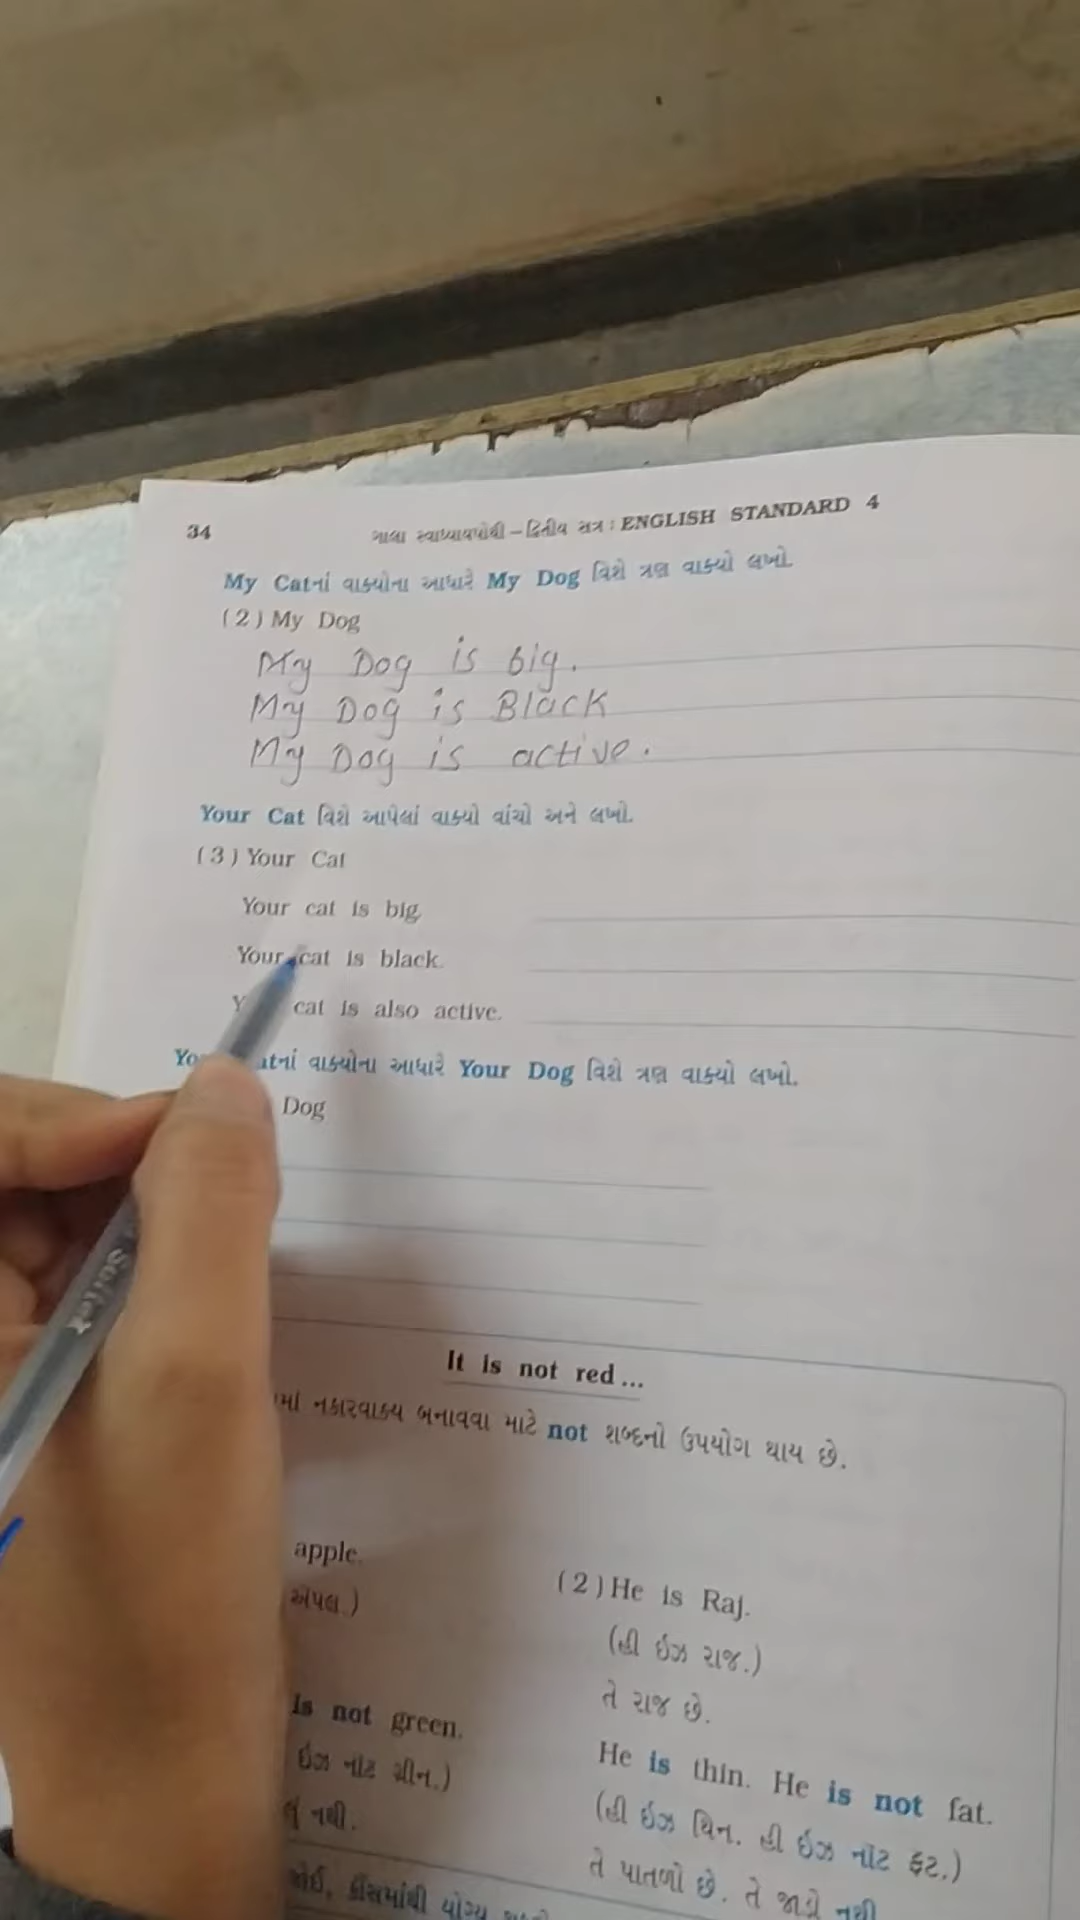 34 ગાલા સ્વાધ્યાયપોથી – દ્વિતીય સત્ર : ENGLISH STANDARD 4
My Catનાં વાક્યોના આધારે My Dog વિશે ત્રણ વાક્યો લખો.
(2) My Dog
My Dog is big.
My Dog is Black
My Dog is active.
Your Cat વિશે આપેલાં વાક્યો વાંચો અને લખો.
(3) Your Cat
Your cat is big.
Your cat is black.
cat is also active.
વાક્યોના આધારે Your Dog વિશે ત્રણ વાક્યો લખો.
Dog
It is not red...
નકારવાક્ય બનાવવા માટે not શબ્દનો ઉપયોગ થાય છે.
apple.
એપલ.)
(2) He is Raj.
(હી ઇઝ રાજ.)
તે રાજ છે.
is not green.
ઇઝ નૉટ ગ્રીન.)
નથી.
He is thin. He is not fat.
(હી ઇઝ થિન. હી ઇઝ નૉટ ફૅટ.)
તે પાતળો છે. તે જાડો નથી
જોઈ, કૌંસમાંથી યોગ્ય
Cello